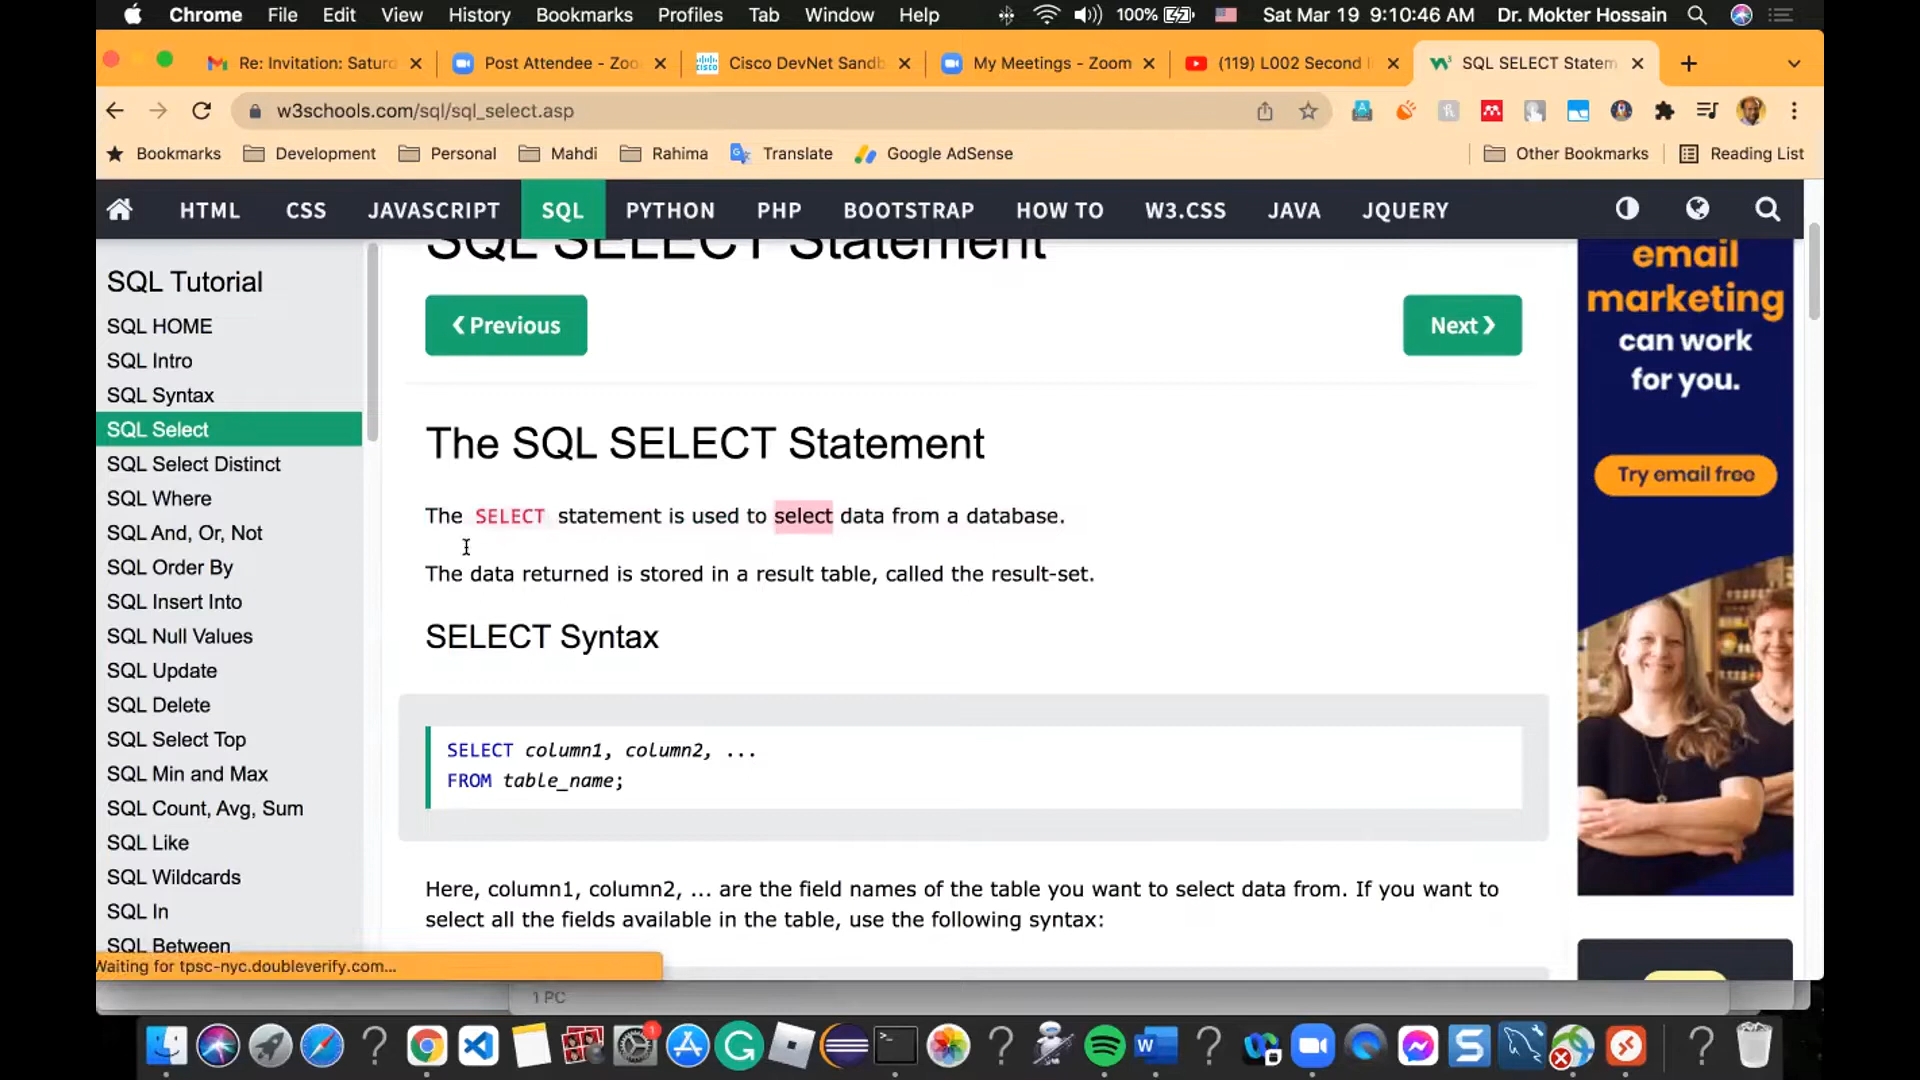 Chrome File Edit View History Bookmarks Profiles Tab Window Help 100% Sat Mar 19 9:10:46 AM Dr. Mokter Hossain
Re: Invitation: Saturd Post Attendee - Zoo Cisco DevNet Sandb My Meetings - Zoom (119) L002 Second SQL SELECT Statem
w3schools.com/sql/sql_select.asp
Bookmarks Development Personal Mahdi Rahima Translate Google AdSense Other Bookmarks Reading List
HTML CSS JAVASCRIPT SQL PYTHON PHP BOOTSTRAP HOW TO W3.CSS JAVA JQUERY
SQL Tutorial
SQL HOME
SQL Intro
SQL Syntax
SQL Select
SQL Select Distinct
SQL Where
SQL And, Or, Not
SQL Order By
SQL Insert Into
SQL Null Values
SQL Update
SQL Delete
SQL Select Top
SQL Min and Max
SQL Count, Avg, Sum
SQL Like
SQL Wildcards
SQL In
SQL Between
Waiting for tpsc-nyc.doubleverify.com...
SQL SELECT Statement
❮ Previous
Next ❯
The SQL SELECT Statement
The SELECT statement is used to select data from a database.
The data returned is stored in a result table, called the result-set.
SELECT Syntax
SELECT column1, column2, ...
FROM table_name;
Here, column1, column2, ... are the field names of the table you want to select data from. If you want to
select all the fields available in the table, use the following syntax:
email
marketing
can work
for you.
Try email free
1 PC